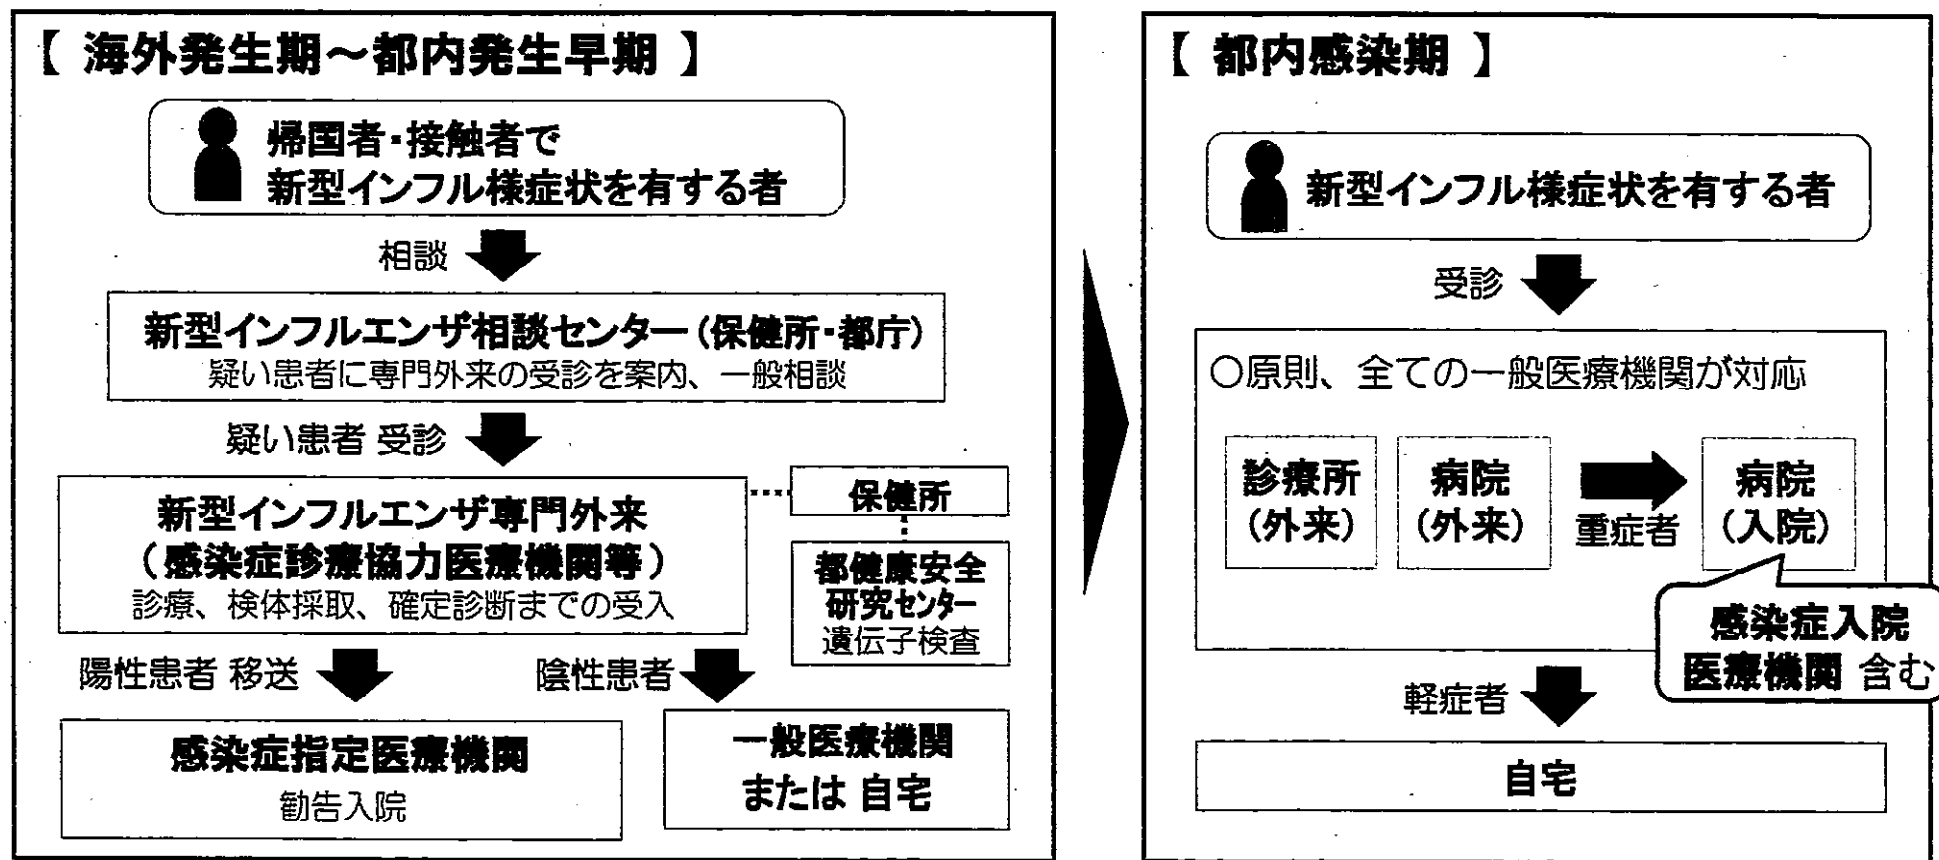 【 海外発生期～都内発生早期 】
帰国者・接触者で
新型インフル様症状を有する者
相談
新型インフルエンザ相談センター(保健所・都庁)
疑い患者に専門外来の受診を案内、一般相談
疑い患者 受診
新型インフルエンザ専門外来
(感染症診療協力医療機関等)
診療、検体採取、確定診断までの受入
保健所
都健康安全
研究センター
遺伝子検査
陽性患者 移送
陰性患者
感染症指定医療機関
勧告入院
一般医療機関
または 自宅
【 都内感染期 】
新型インフル様症状を有する者
受診
○原則、全ての一般医療機関が対応
診療所
(外来)
病院
(外来)
重症者
病院
(入院)
感染症入院
医療機関 含む
軽症者
自宅